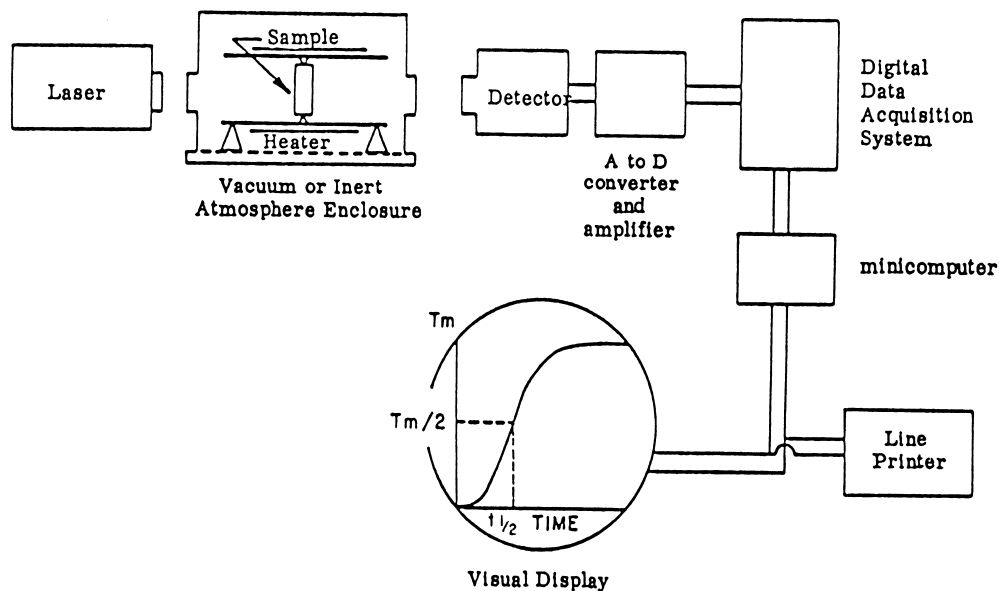 Laser
Sample
Heater
Vacuum or Inert
Atmosphere Enclosure
Detector
A to D
converter
and
amplifier
Digital
Data
Acquisition
System
minicomputer
Tm
Tm/2
t 1/2 TIME
Visual Display
Line
Printer